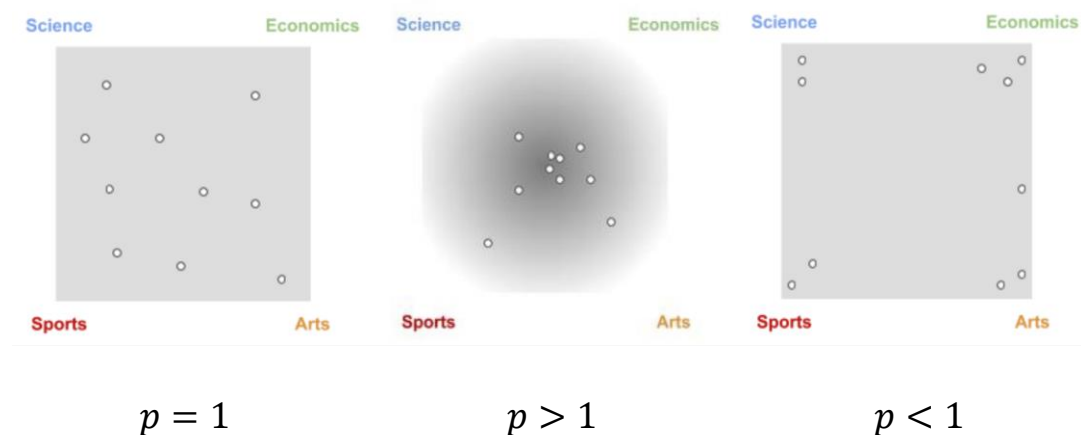 Science Economics Science Economics Science Economics
Sports Arts Sports Arts Sports Arts
p = 1 p > 1 p < 1